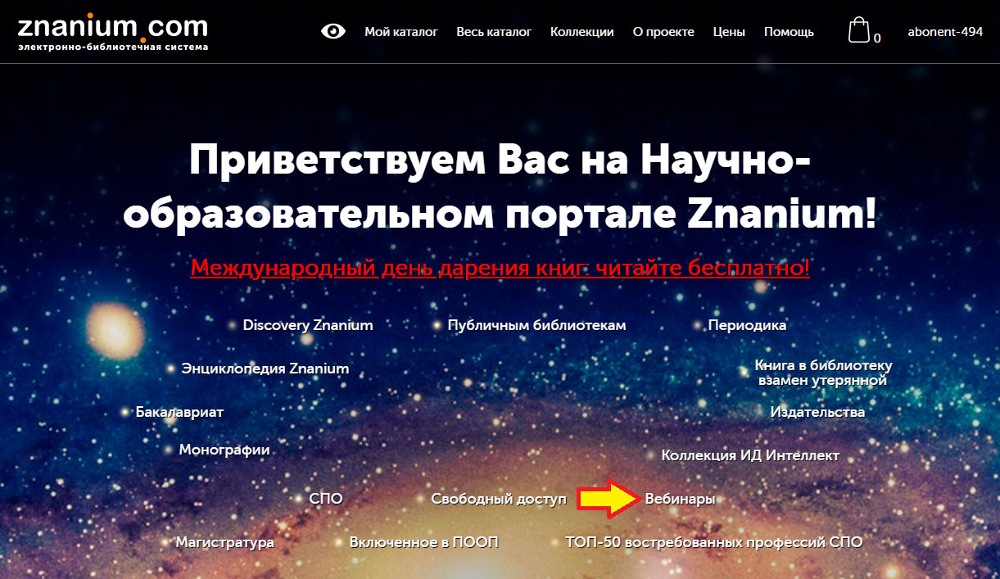 znanium.com
электронно-библиотечная система
Мой каталог Весь каталог Коллекции О проекте Цены Помощь 0 abonent-494
Приветствуем Вас на Научно-
образовательном портале Znanium!
Международный день дарения книг: читайте бесплатно!
Discovery Znanium Публичным библиотекам Периодика
Энциклопедия Znanium Книга в библиотеку
взамен утерянной
Бакалавриат Издательства
Монографии Коллекция ИД Интеллект
СПО Свободный доступ Вебинары
Магистратура Включенное в ПООП ТОП-50 востребованных профессий СПО